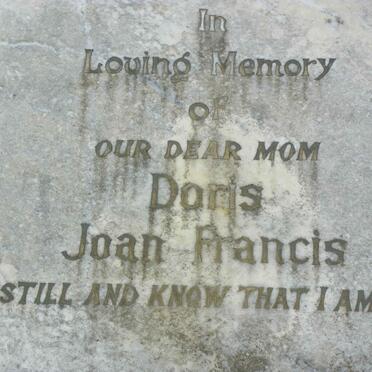 In
Loving Memory
of
OUR DEAR MOM
Doris
Joan Francis
STILL AND KNOW THAT I AM